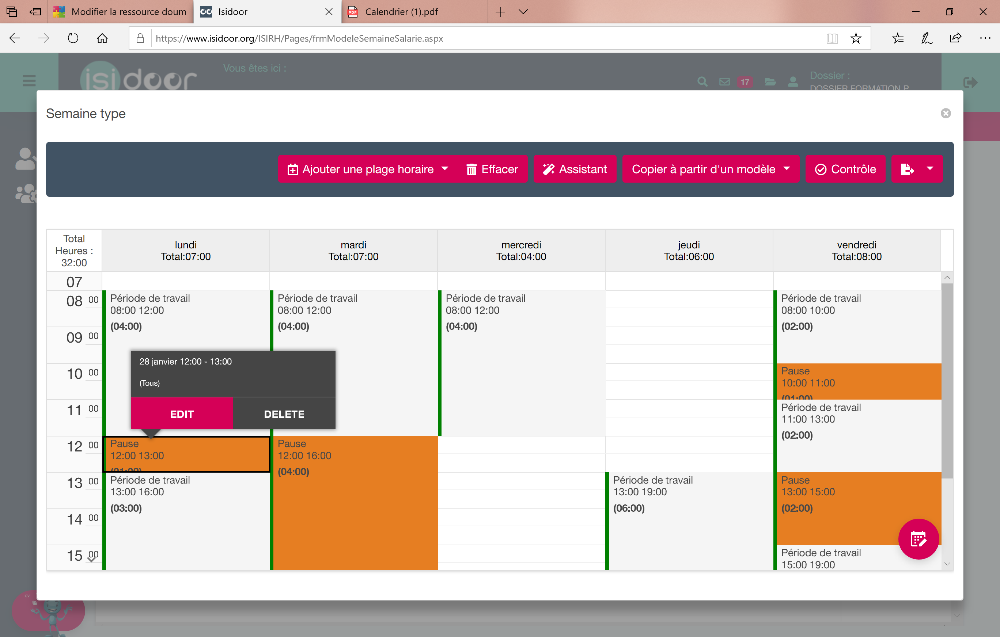 Modifier la ressource doum
Isidoor
Calendrier (1).pdf
https://www.isidoor.org/ISIRH/Pages/frmModeleSemaineSalarie.aspx
isidoor
Vous êtes ici :
17
Dossier :
DOSSIER FORMATION P
Semaine type
Ajouter une plage horaire
Effacer
Assistant
Copier à partir d'un modèle
Contrôle
Total
Heures :
32:00
lundi
Total:07:00
mardi
Total:07:00
mercredi
Total:04:00
jeudi
Total:06:00
vendredi
Total:08:00
07
08 00
09 00
10 00
11 00
12 00
13 00
14 00
15 00
Période de travail
08:00 12:00
(04:00)
28 janvier 12:00 - 13:00
(Tous)
EDIT
DELETE
Pause
12:00 13:00
(01:00)
Période de travail
13:00 16:00
(03:00)
Période de travail
08:00 12:00
(04:00)
Pause
12:00 16:00
(04:00)
Période de travail
08:00 12:00
(04:00)
Période de travail
13:00 19:00
(06:00)
Période de travail
08:00 10:00
(02:00)
Pause
10:00 11:00
(01:00)
Période de travail
11:00 13:00
(02:00)
Pause
13:00 15:00
(02:00)
Période de travail
15:00 19:00
CV